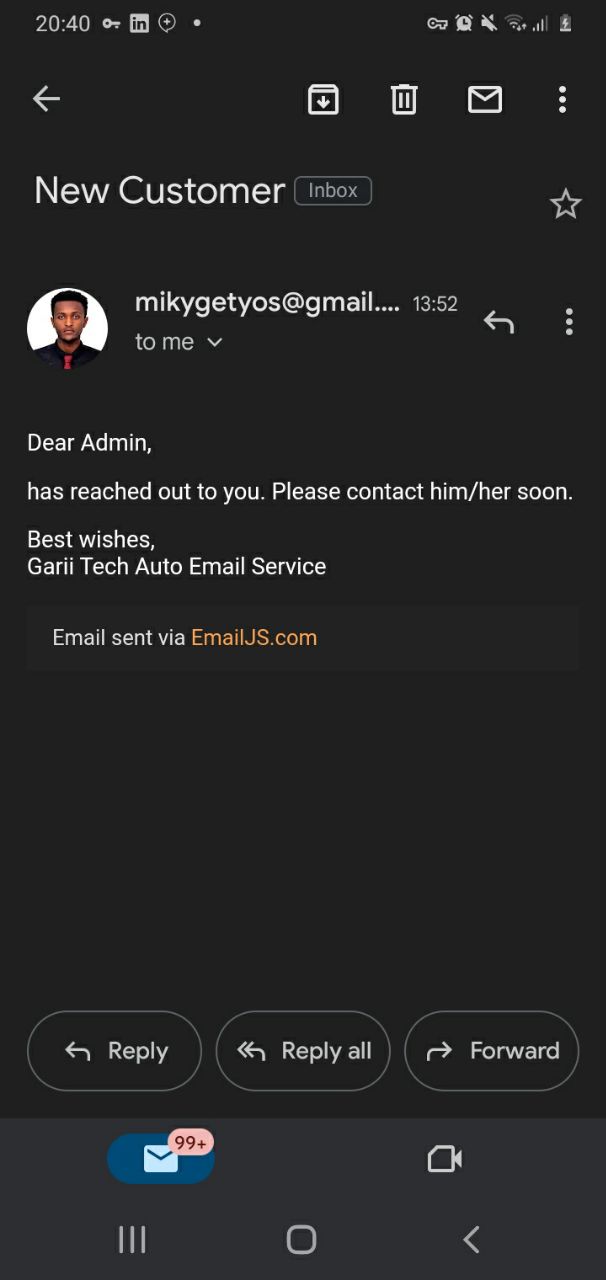 20:40
New Customer Inbox
mikygetyos@gmail.... 13:52
to me
Dear Admin,
has reached out to you. Please contact him/her soon.
Best wishes,
Garii Tech Auto Email Service
Email sent via EmailJS.com
Reply
Reply all
Forward
99+